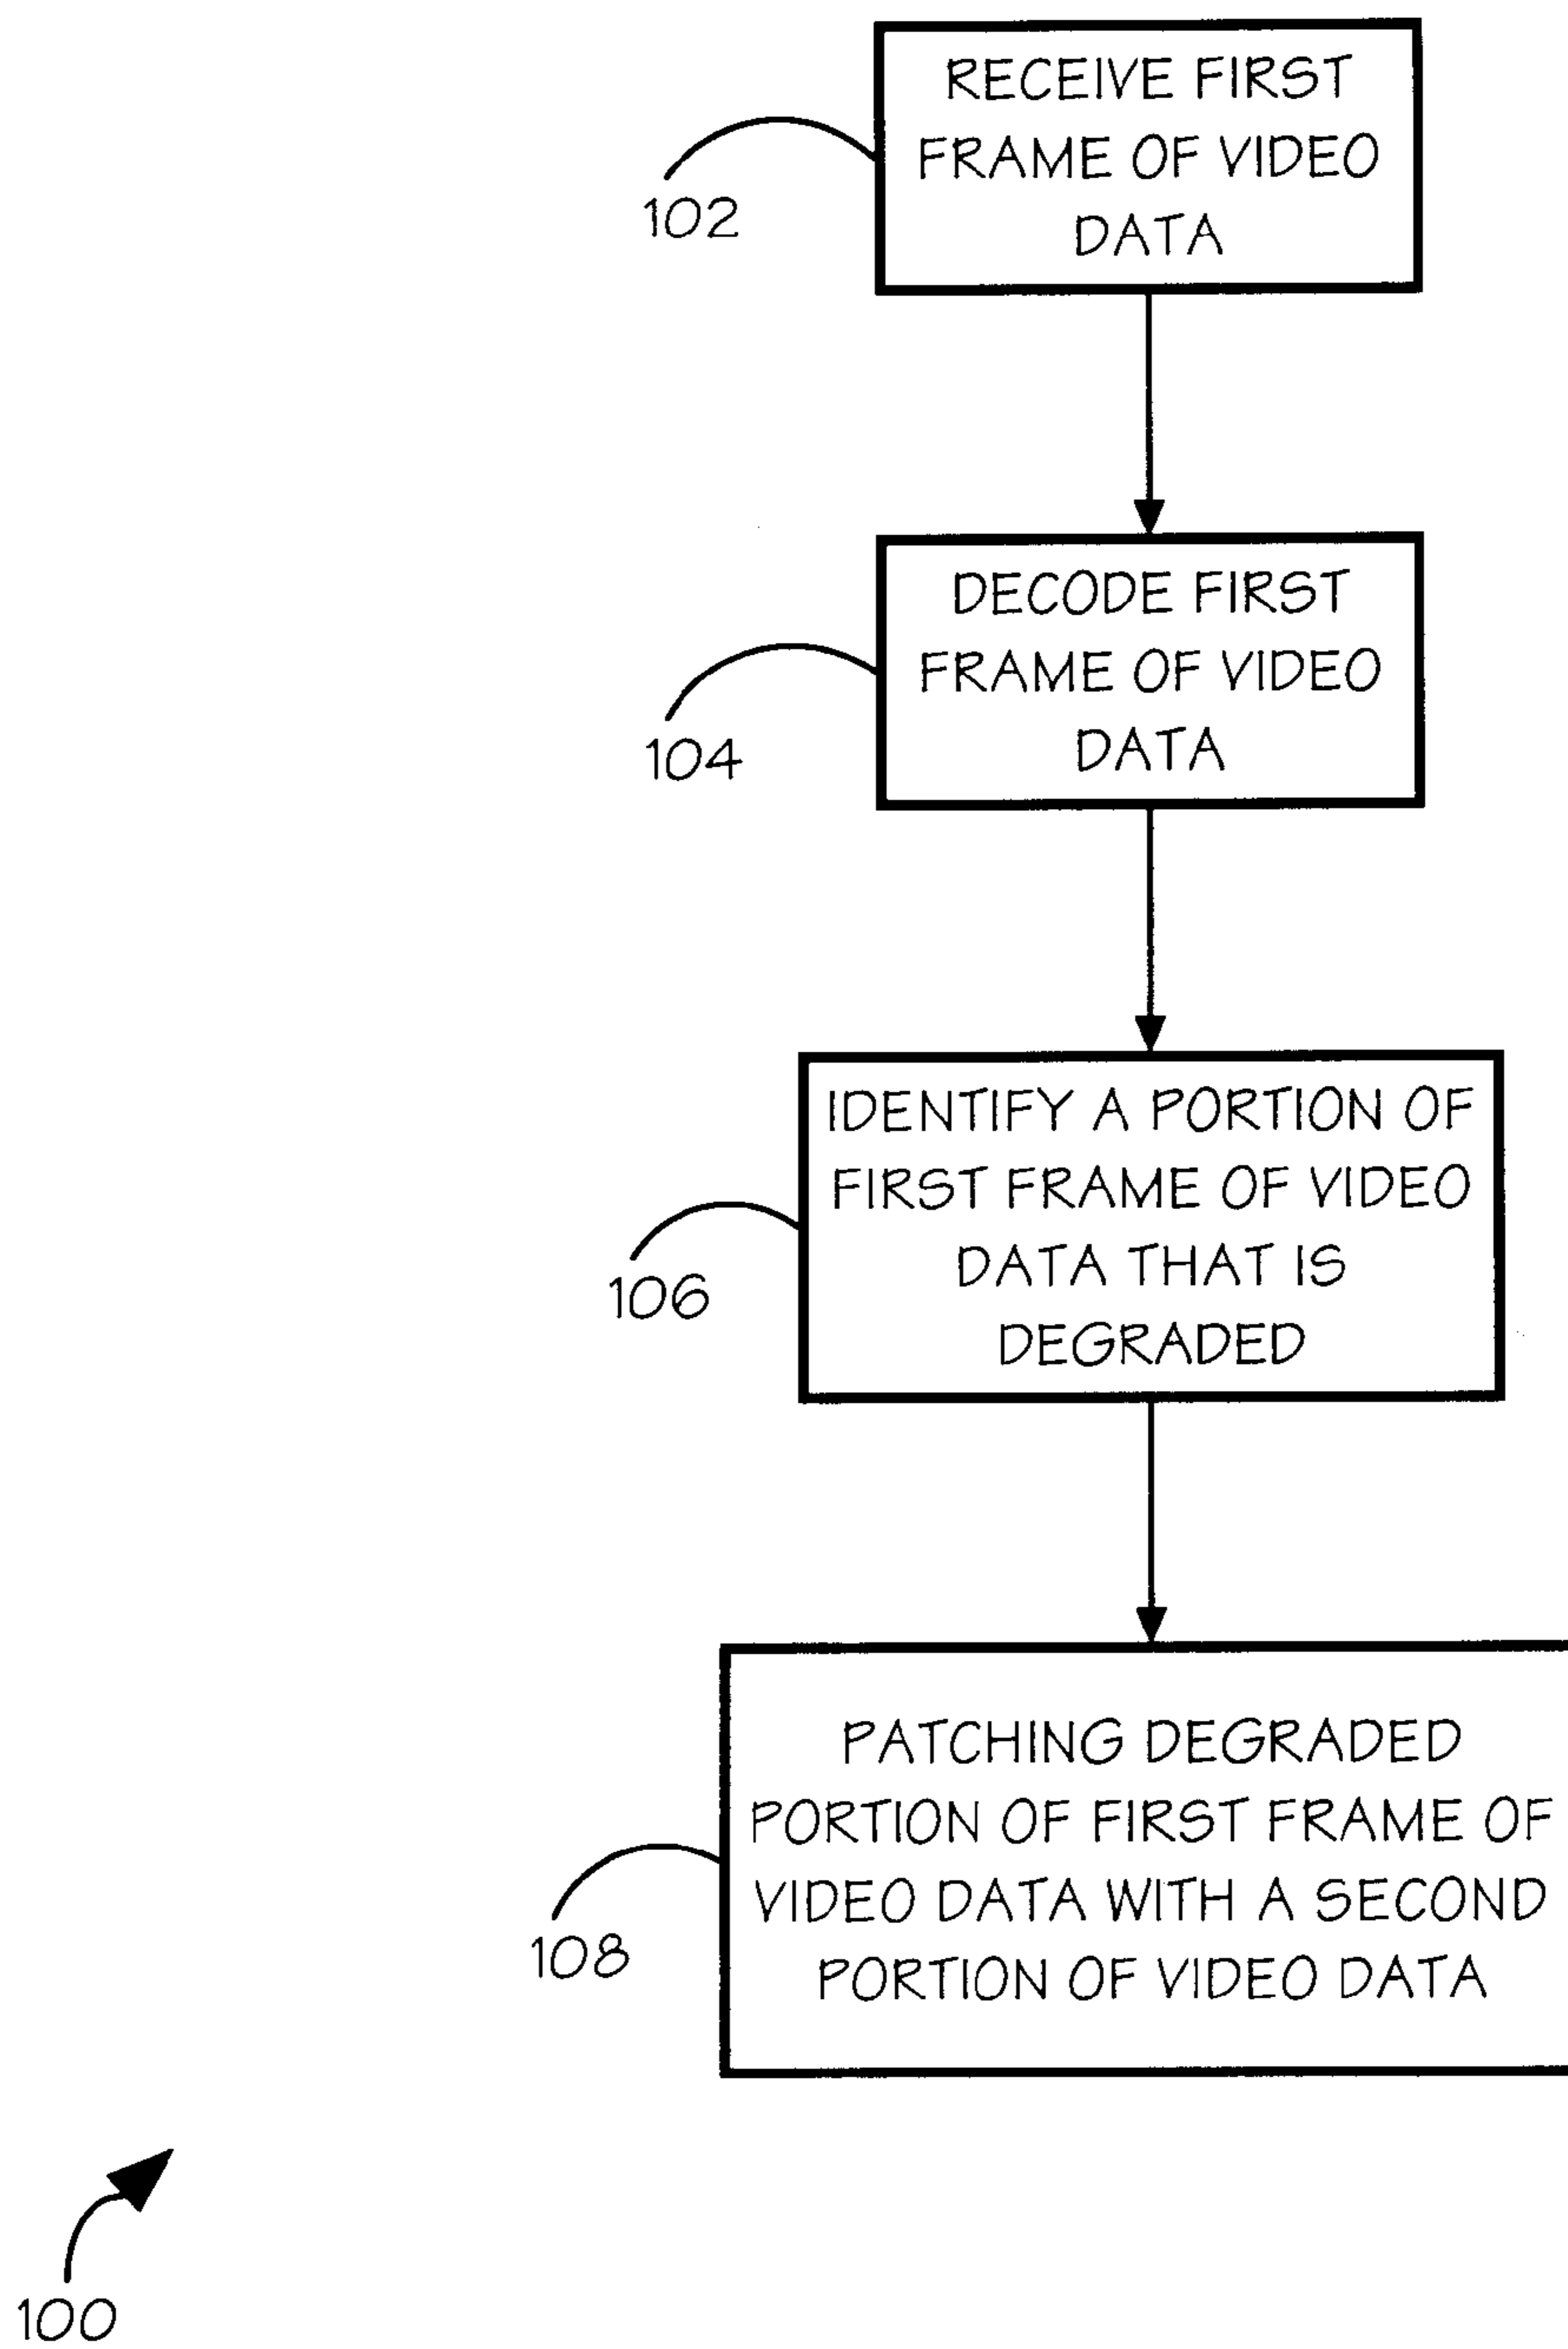 RECEIVE FIRST
FRAME OF VIDEO
DATA
102
DECODE FIRST
FRAME OF VIDEO
DATA
104
IDENTIFY A PORTION OF
FIRST FRAME OF VIDEO
DATA THAT IS
DEGRADED
106
PATCHING DEGRADED
PORTION OF FIRST FRAME OF
VIDEO DATA WITH A SECOND
PORTION OF VIDEO DATA
108
100